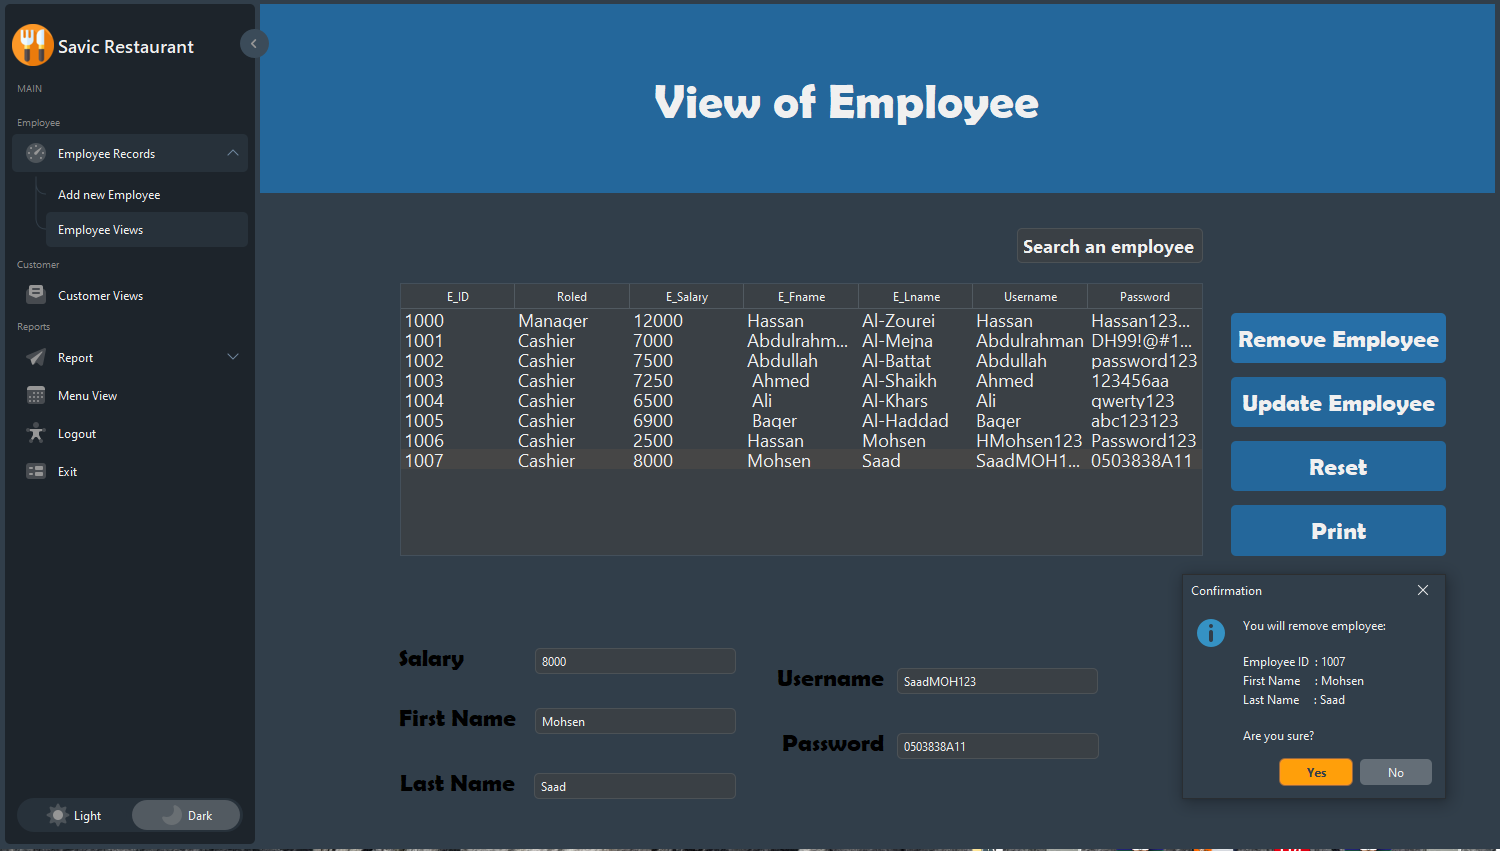 Savic Restaurant
MAIN
Employee
Employee Records
Add new Employee
Employee Views
Customer
Customer Views
Reports
Report
Menu View
Logout
Exit
Light Dark
View of Employee
Search an employee
E_ID Roled E_Salary E_Fname E_Lname Username Password
1000 Manager 12000 Hassan Al-Zourei Hassan Hassan123...
1001 Cashier 7000 Abdulrahm... Al-Mejna Abdulrahman DH99!@#1...
1002 Cashier 7500 Abdullah Al-Battat Abdullah password123
1003 Cashier 7250 Ahmed Al-Shaikh Ahmed 123456aa
1004 Cashier 6500 Ali Al-Khars Ali qwerty123
1005 Cashier 6900 Baqer Al-Haddad Baqer abc123123
1006 Cashier 2500 Hassan Mohsen HMohsen123 Password123
1007 Cashier 8000 Mohsen Saad SaadMOH1... 0503838A11
Remove Employee
Update Employee
Reset
Print
Salary 8000
First Name Mohsen
Last Name Saad
Username SaadMOH123
Password 0503838A11
Confirmation
You will remove employee:
Employee ID : 1007
First Name : Mohsen
Last Name : Saad
Are you sure?
Yes No